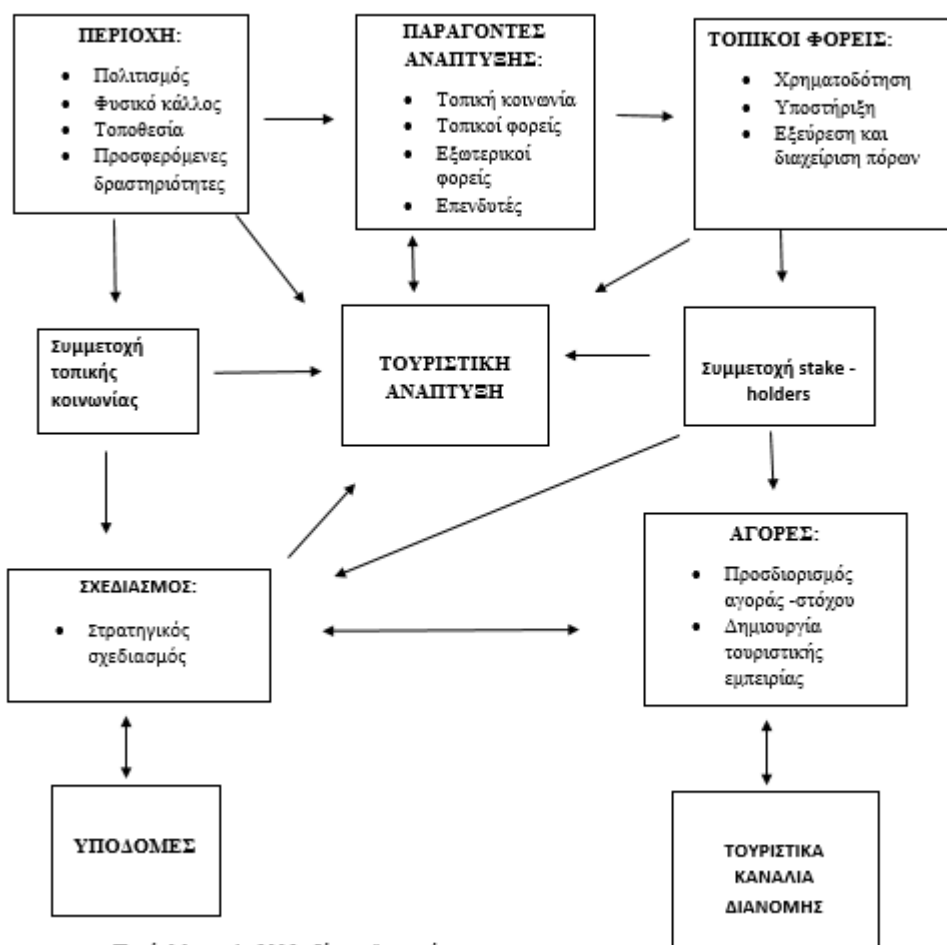 ΠΕΡΙΟΧΗ:
• Πολιτισμός
• Φυσικό κάλλος
• Τοποθεσία
• Προσφερόμενες
δραστηριότητες
ΠΑΡΑΓΟΝΤΕΣ
ΑΝΑΠΤΥΞΗΣ:
• Τοπική κοινωνία
• Τοπικοί φορείς
• Εξωτερικοί
φορείς
• Επενδυτές
ΤΟΠΙΚΟΙ ΦΟΡΕΙΣ:
• Χρηματοδότηση
• Υποστήριξη
• Εξεύρεση και
διαχείριση πόρων
Συμμετοχή
τοπικής
κοινωνίας
ΤΟΥΡΙΣΤΙΚΗ
ΑΝΑΠΤΥΞΗ
Συμμετοχή stake -
holders
ΣΧΕΔΙΑΣΜΟΣ:
• Στρατηγικός
σχεδιασμός
ΑΓΟΡΕΣ:
• Προσδιορισμός
αγοράς -στόχου
• Δημιουργία
τουριστικής
εμπειρίας
ΥΠΟΔΟΜΕΣ
ΤΟΥΡΙΣΤΙΚΑ
ΚΑΝΑΛΙΑ
ΔΙΑΝΟΜΗΣ